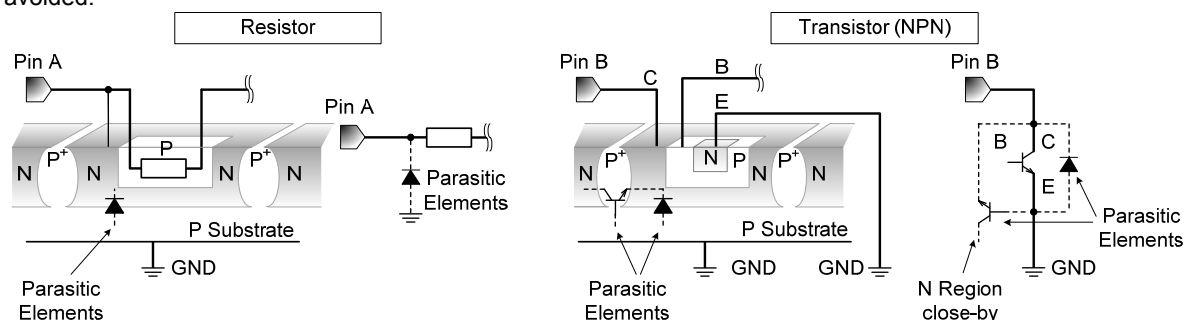 avoided.
Resistor
Transistor (NPN)
Pin A
Pin A
N
P+
N
P
N
P+
N
Parasitic
Elements
P Substrate
GND
Parasitic
Elements
Pin B
C
B
E
N
P+
N
N
P
N
P+
N
P Substrate
GND
GND
Parasitic
Elements
Pin B
B
C
E
Parasitic
Elements
GND
N Region
close-by